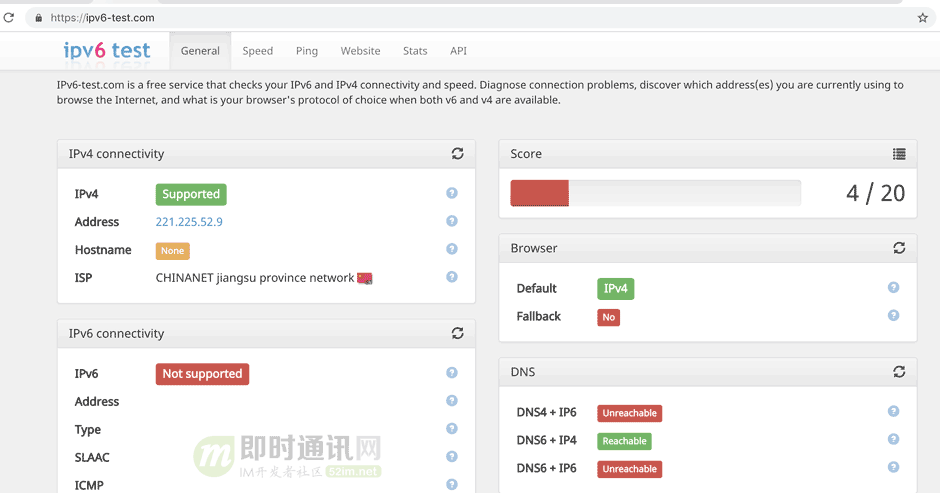 https://ipv6-test.com
ipv6 test
General Speed Ping Website Stats API
IPv6-test.com is a free service that checks your IPv6 and IPv4 connectivity and speed. Diagnose connection problems, discover which address(es) you are currently using to
browse the Internet, and what is your browser's protocol of choice when both v6 and v4 are available.
IPv4 connectivity
IPv4 Supported ?
Address 221.225.52.9 ?
Hostname None ?
ISP CHINANET jiangsu province network ?
IPv6 connectivity
IPv6 Not supported ?
Address ?
Type ?
SLAAC ?
ICMP ?
Score
4 / 20
Browser
Default IPv4 ?
Fallback No ?
DNS
DNS4 + IP6 Unreachable ?
DNS6 + IP4 Reachable ?
DNS6 + IP6 Unreachable ?
m 即时通讯网
IM开发者社区 52im.net